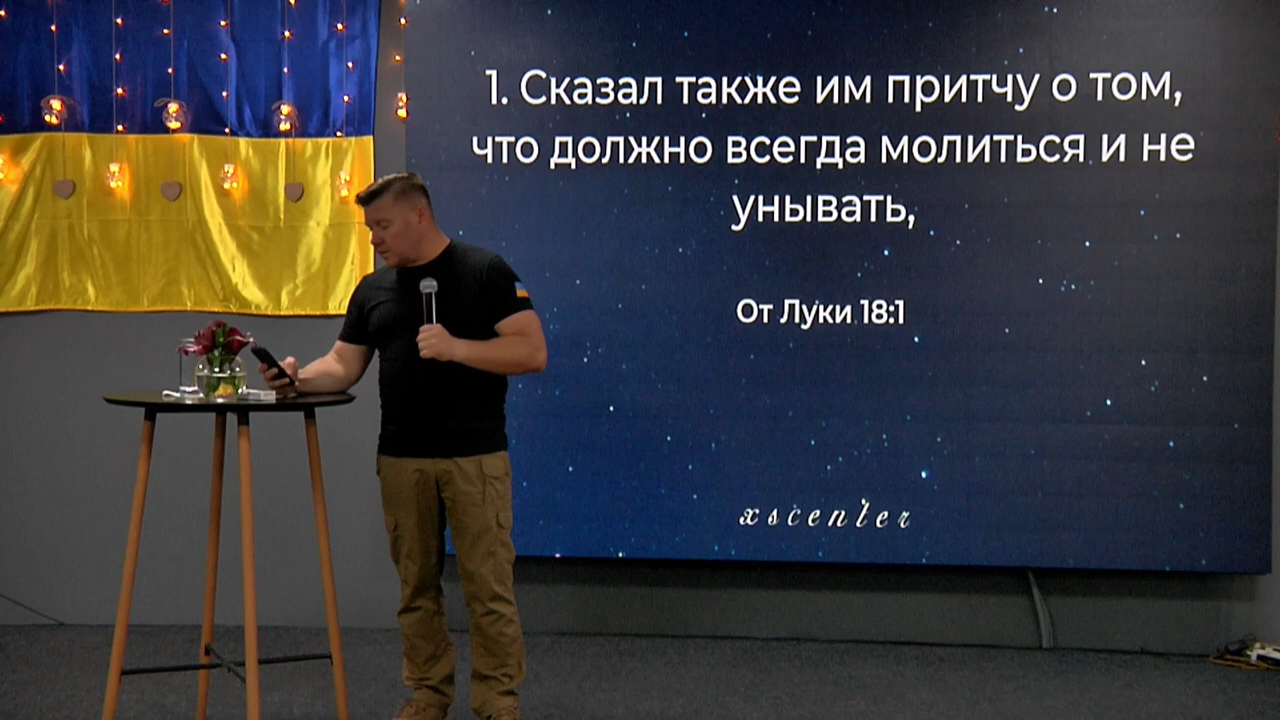 1. Сказал также им притчу о том,
что должно всегда молиться и не
унывать,
От Луки 18:1
xscenter